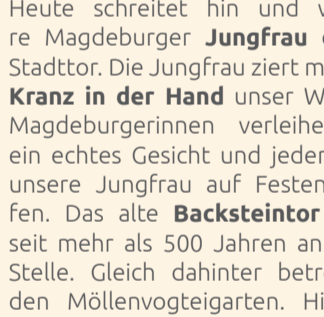 Heute schreitet hin und
re Magdeburger Jungfrau
Stadttor. Die Jungfrau ziert
Kranz in der Hand unser
Magdeburgerinnen verleihe
ein echtes Gesicht und jeder
unsere Jungfrau auf Festen
fen. Das alte Backsteintor
seit mehr als 500 Jahren an
Stelle. Gleich dahinter betr
den Möllenvogteigarten. Hi